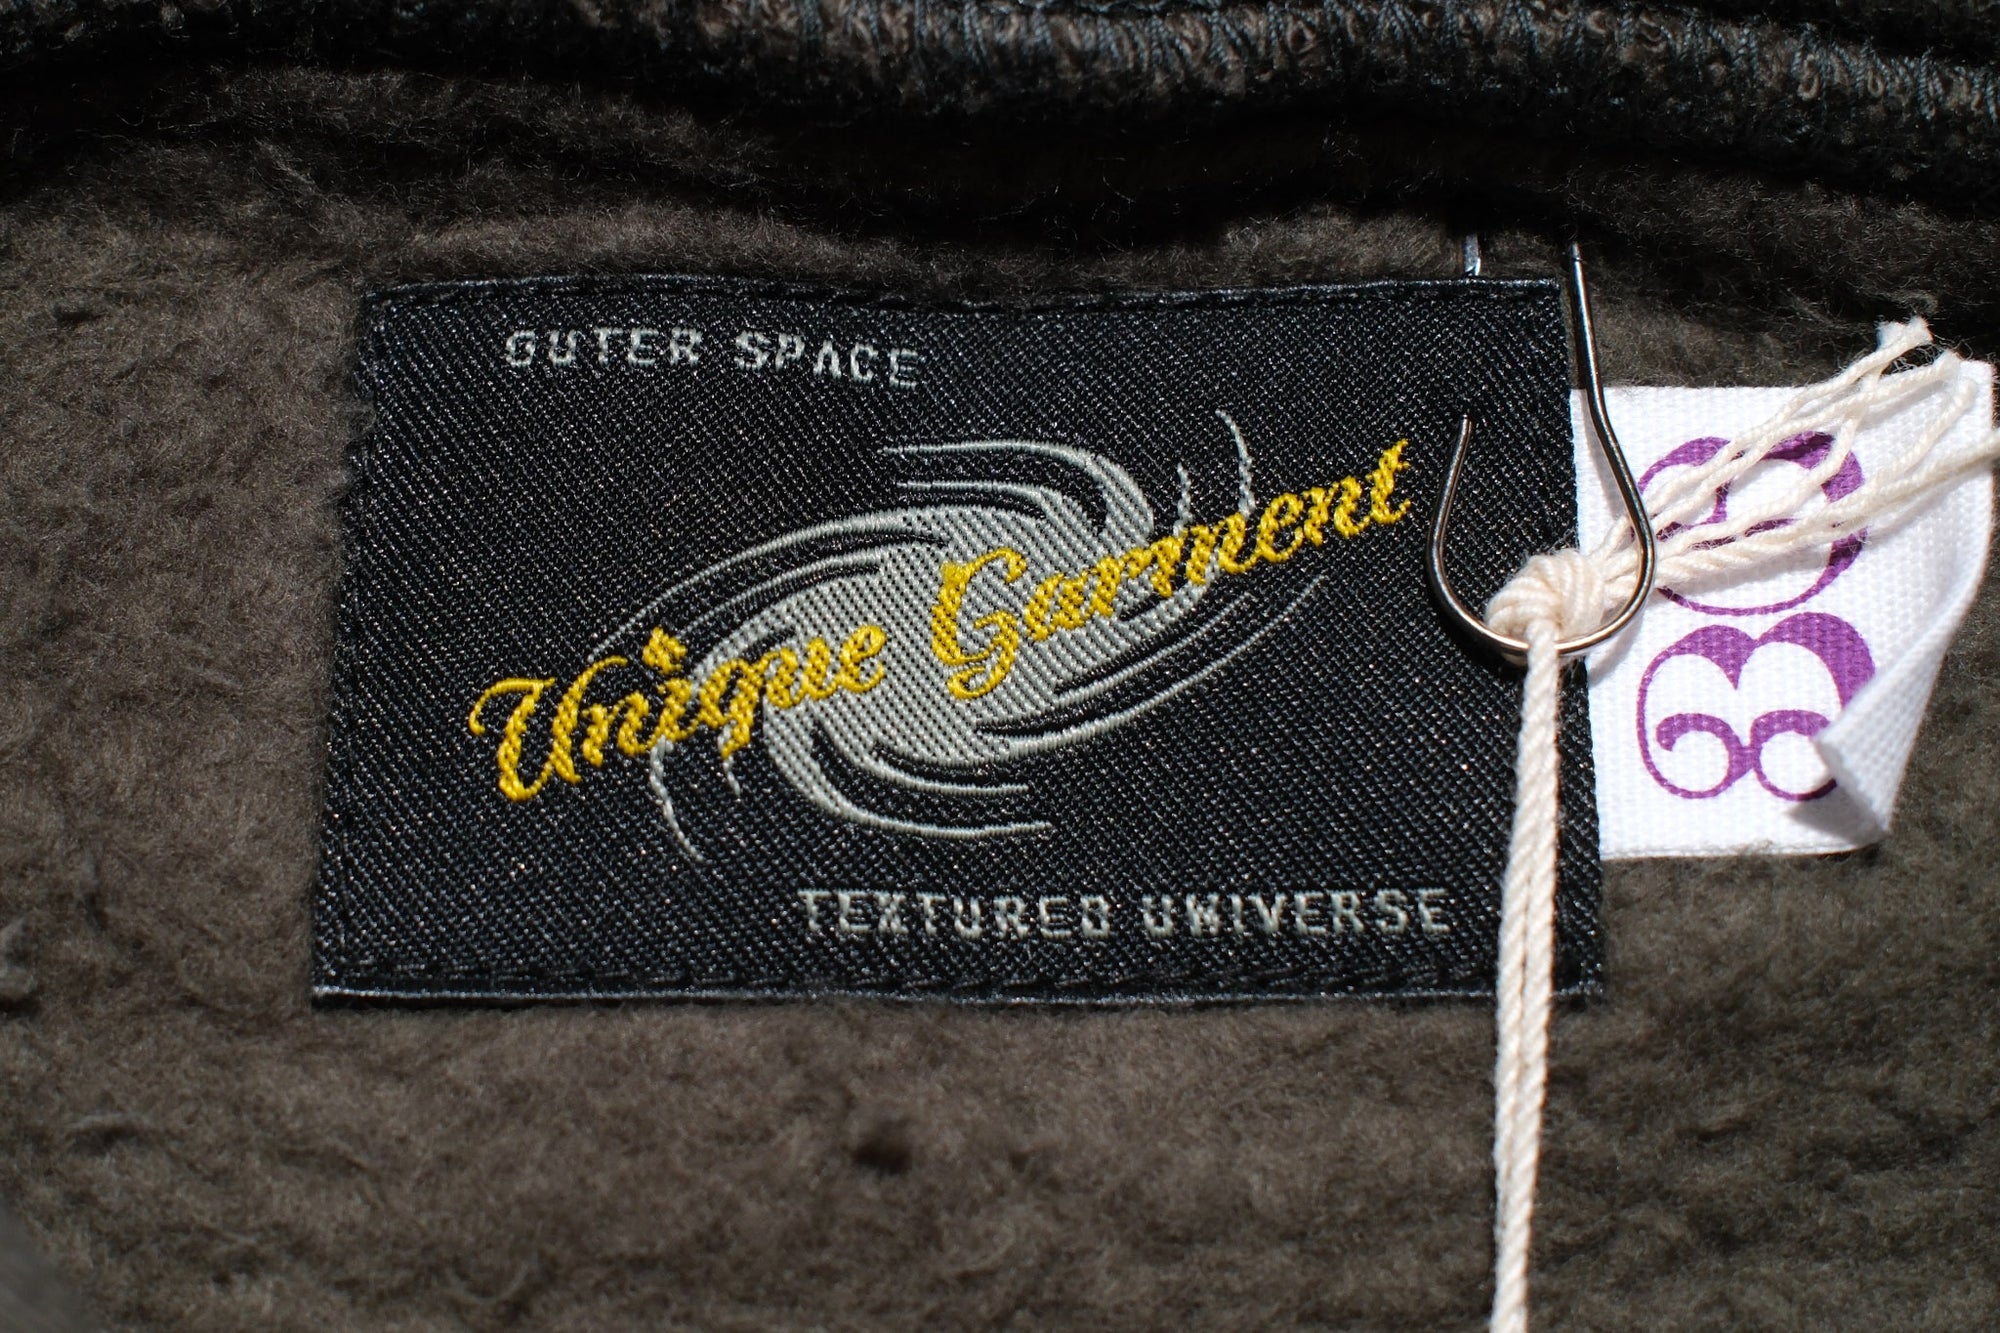 OUTER SPACE
Unique Garment
TEXTURED UNIVERSE